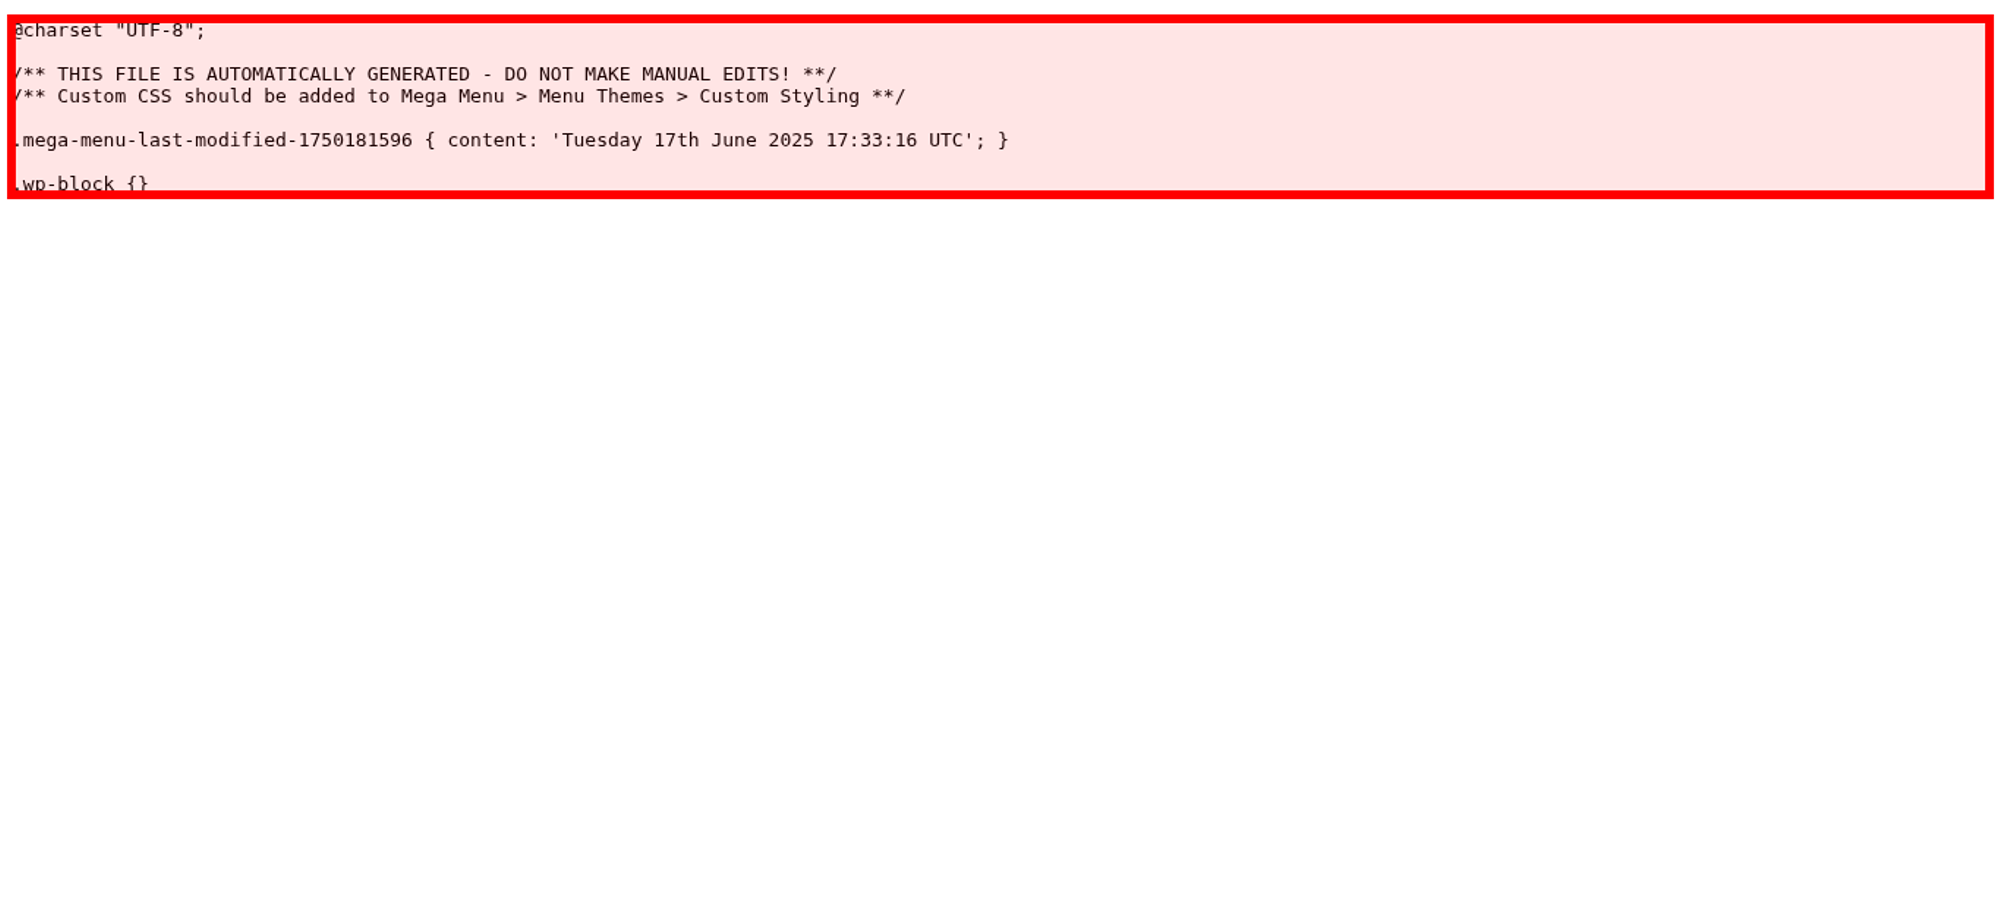 @charset "UTF-8";
/** THIS FILE IS AUTOMATICALLY GENERATED - DO NOT MAKE MANUAL EDITS! **/
/** Custom CSS should be added to Mega Menu > Menu Themes > Custom Styling **/
.mega-menu-last-modified-1750181596 { content: 'Tuesday 17th June 2025 17:33:16 UTC'; }
.wp-block {}